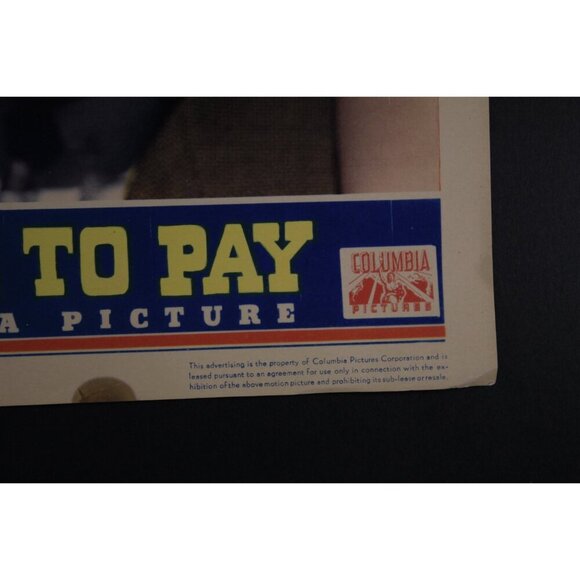 TO PAY
A PICTURE
COLUMBIA
PICTURES
This advertising is the property of Columbia Pictures Corporation and is
leased pursuant to an agreement for use only in connection with the ex-
hibition of the above motion picture and prohibiting its sub-lease or resale.